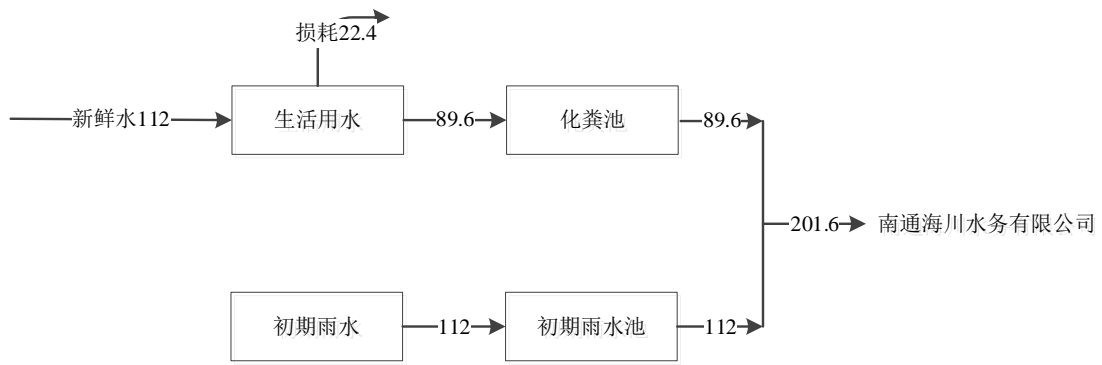 损耗22.4
新鲜水112
生活用水
89.6
化粪池
89.6
201.6
南通海川水务有限公司
初期雨水
112
初期雨水池
112